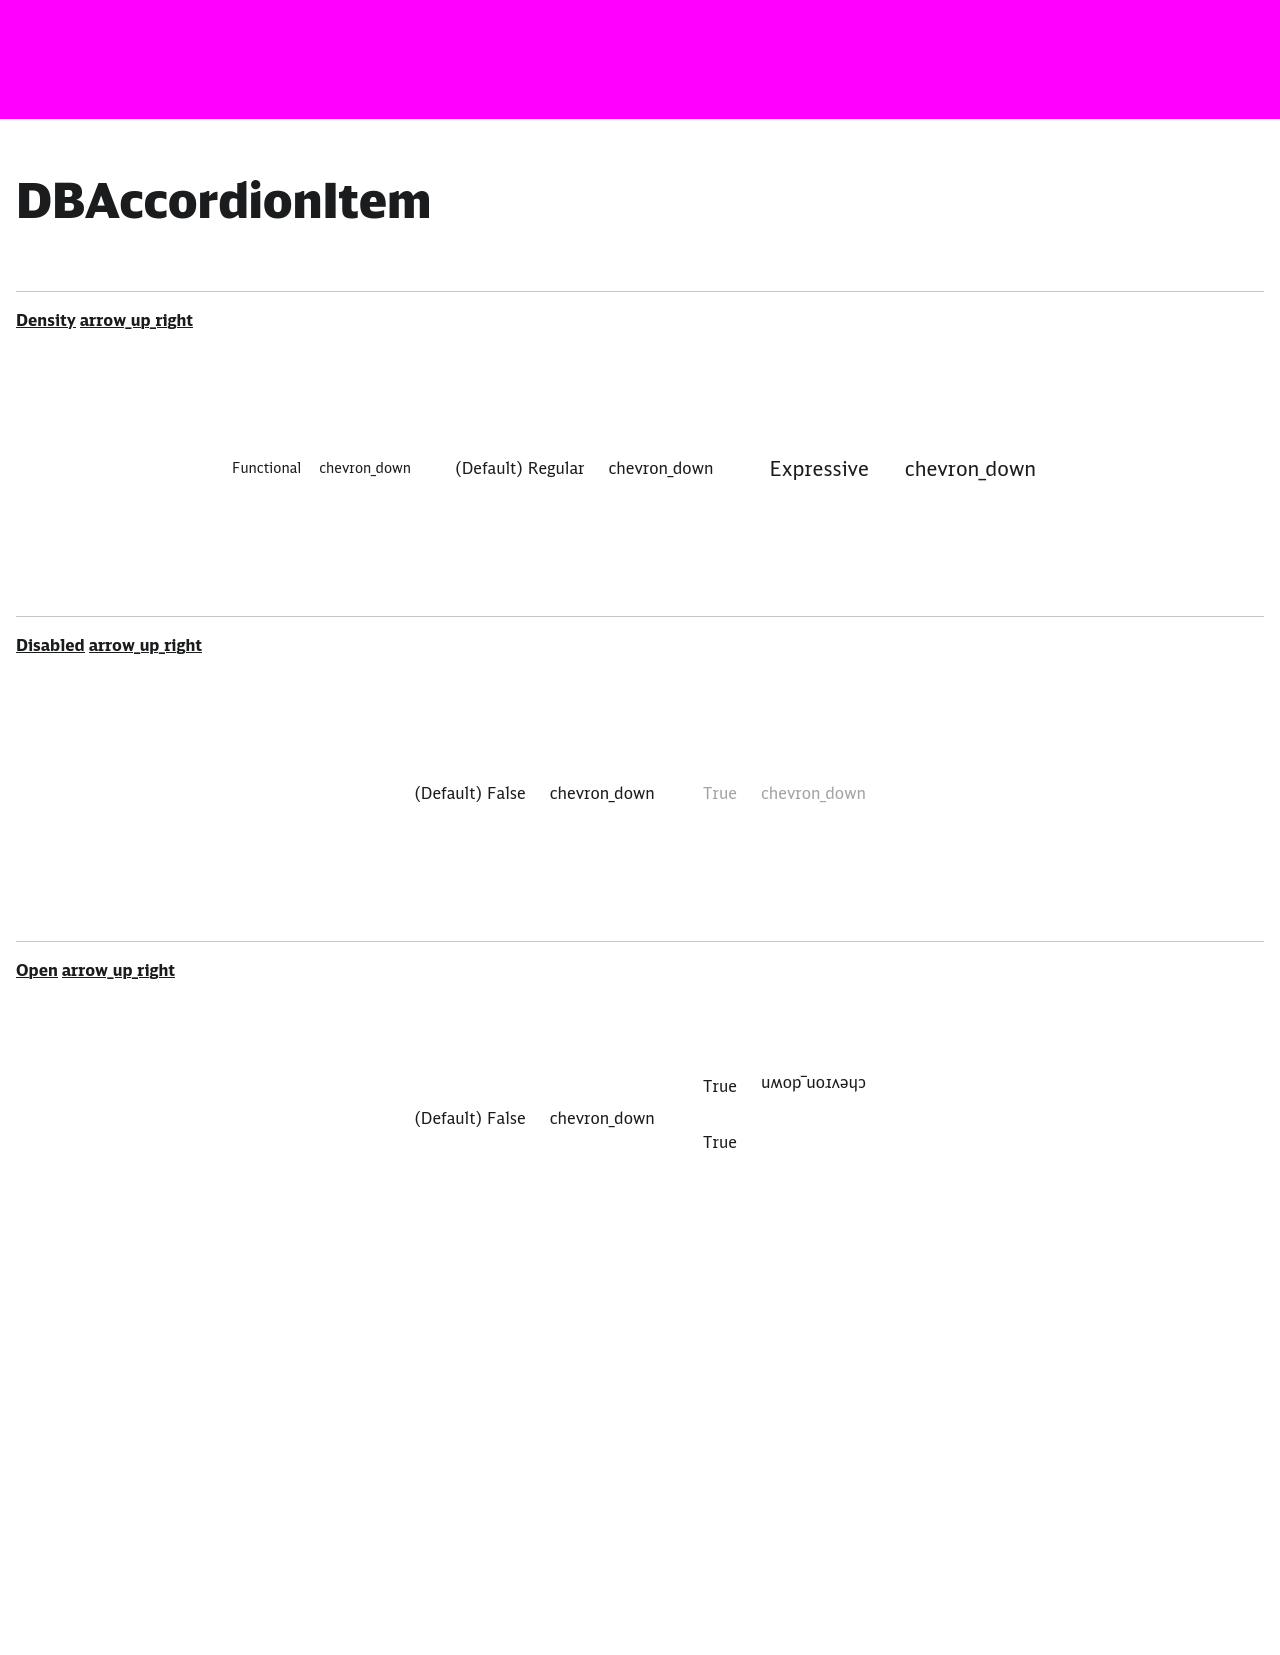 DBAccordionItem
Density arrow_up_right
Functional chevron_down (Default) Regular chevron_down Expressive chevron_down
Disabled arrow_up_right
(Default) False chevron_down True chevron_down
Open arrow_up_right
(Default) False chevron_down
True chevron_down
True